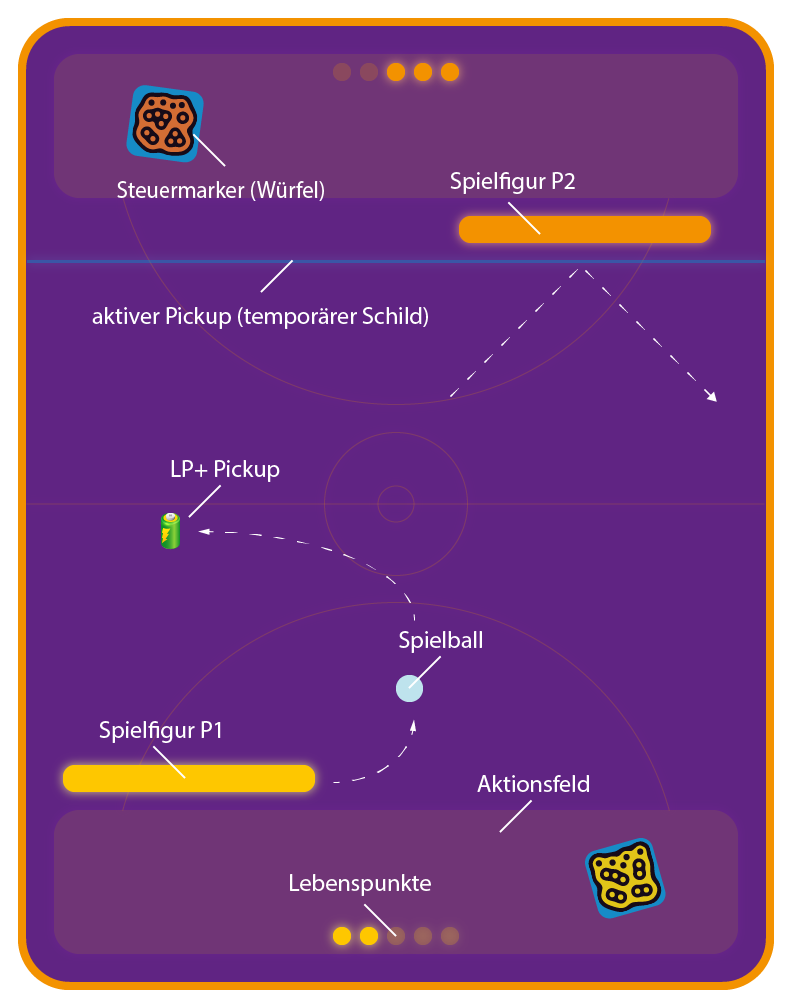 Steuermarker (Würfel)
Spielfigur P2
aktiver Pickup (temporärer Schild)
LP+ Pickup
Spielball
Spielfigur P1
Aktionsfeld
Lebenspunkte